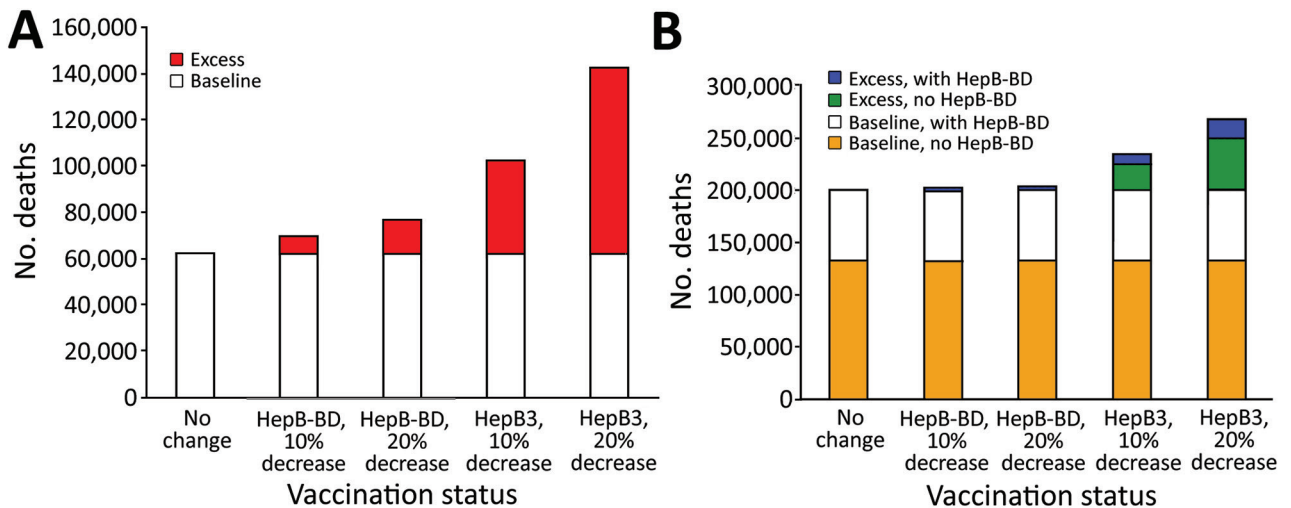 A
160,000
140,000
120,000
100,000
80,000
60,000
40,000
20,000
0
No. deaths
Excess
Baseline
No
change
HepB-BD,
10%
decrease
HepB-BD,
20%
decrease
HepB3,
10%
decrease
HepB3,
20%
decrease
Vaccination status
B
300,000
250,000
200,000
150,000
100,000
50,000
0
No. deaths
Excess, with HepB-BD
Excess, no HepB-BD
Baseline, with HepB-BD
Baseline, no HepB-BD
No
change
HepB-BD,
10%
decrease
HepB-BD,
20%
decrease
HepB3,
10%
decrease
HepB3,
20%
decrease
Vaccination status